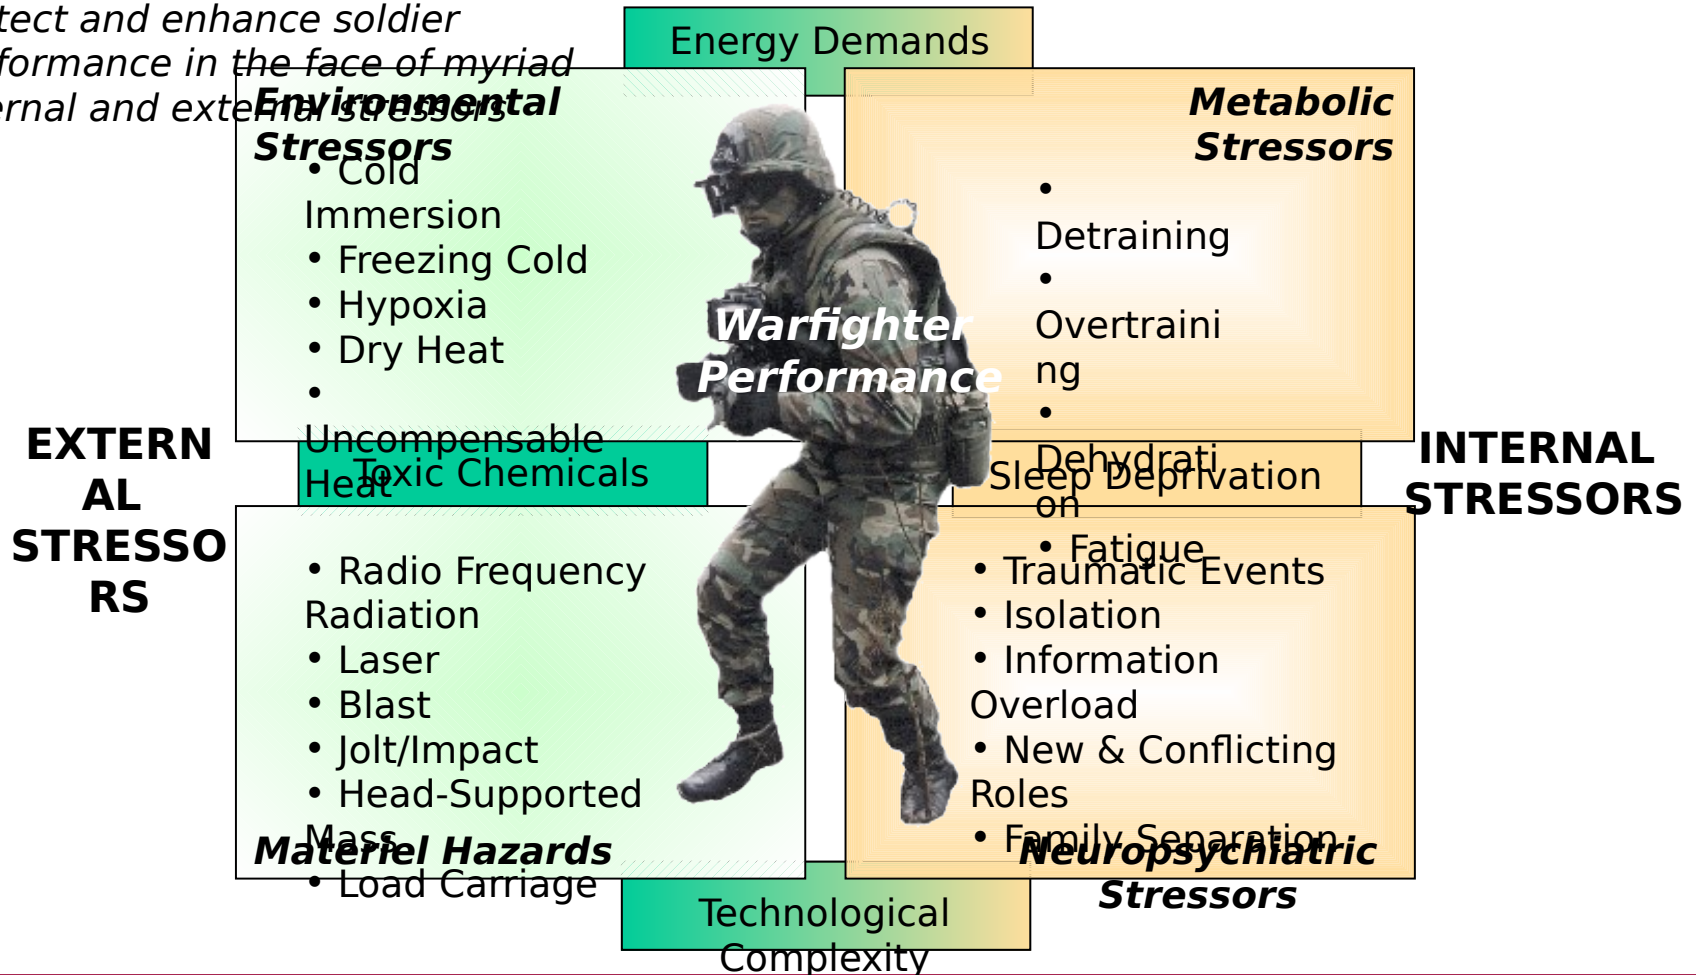 tect and enhance soldier
formance in the face of myriad
ernal and external stressors
Energy Demands
Environmental
Stressors
• Cold
Immersion
• Freezing Cold
• Hypoxia
• Dry Heat
•
Uncompensable
Heat
Metabolic
Stressors
•
Detraining
•
Overtraini
ng
•
Dehydrati
on
• Fatigue
Warfighter
Performance
EXTERN
AL
STRESSO
RS
Toxic Chemicals
Sleep Deprivation
INTERNAL
STRESSORS
• Radio Frequency
Radiation
• Laser
• Blast
• Jolt/Impact
• Head-Supported
Mass
• Load Carriage
Materiel Hazards
• Traumatic Events
• Isolation
• Information
Overload
• New & Conflicting
Roles
• Family Separation
Neuropsychiatric
Stressors
Technological
Complexity